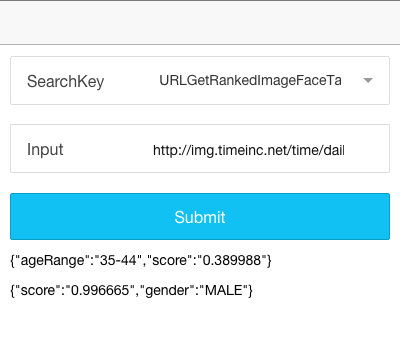 SearchKey
URLGetRankedImageFaceTa
Input
http://img.timeinc.net/time/dail
Submit
{"ageRange":"35-44","score":"0.389988"}
{"score":"0.996665","gender":"MALE"}